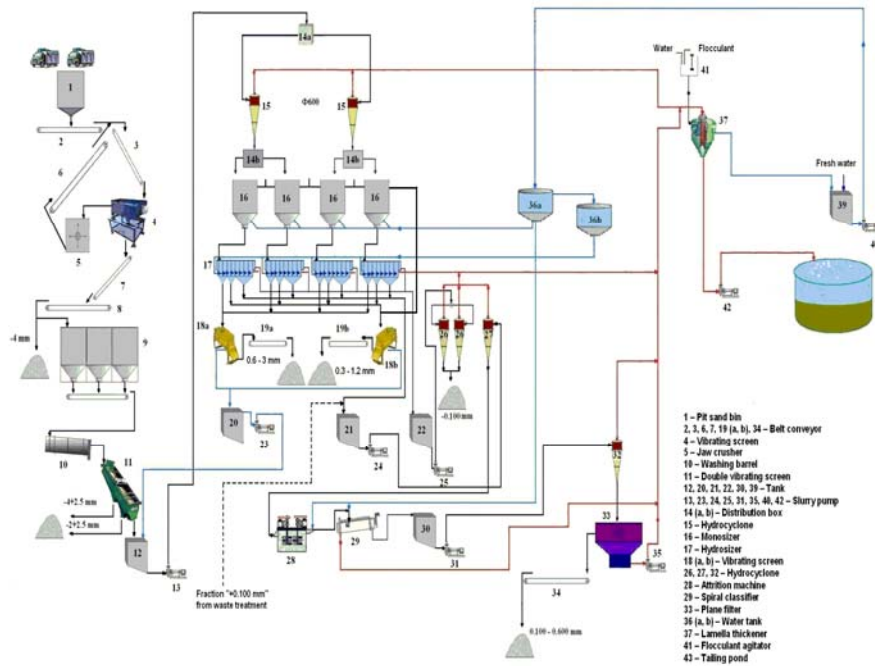 14a
Water
Flocculant
41
1
15
Φ600
15
37
2
3
6
14b
14b
Fresh water
16
16
16
16
36a
36b
39
4
5
17
42
7
8
18a
19a
19b
18b
26
26
27
-4 mm
9
0.6 - 3 mm
0.3 - 1.2 mm
-0.100 mm
20
23
21
22
24
25
10
11
32
-4+2.5 mm
-2+2.5 mm
12
13
28
29
30
31
33
35
34
Fraction "+0.100 mm"
from waste treatment
0.100 – 0.600 mm
1 – Pit sand bin
2, 3, 6, 7, 19 (a, b), 34 – Belt conveyor
4 – Vibrating screen
5 – Jaw crusher
10 – Washing barrel
11 – Double vibrating screen
12, 20, 21, 22, 30, 39 – Tank
13, 23, 24, 25, 31, 35, 40, 42 – Slurry pump
14 (a, b) – Distribution box
15 – Hydrocyclone
16 – Monosizer
17 – Hydrosizer
18 (a, b) – Vibrating screen
26, 27, 32 – Hydrocyclone
28 – Attrition machine
29 – Spiral classifier
33 – Plane filter
36 (a, b) – Water tank
37 – Lamella thickener
41 – Flocculant agitator
43 – Tailing pond